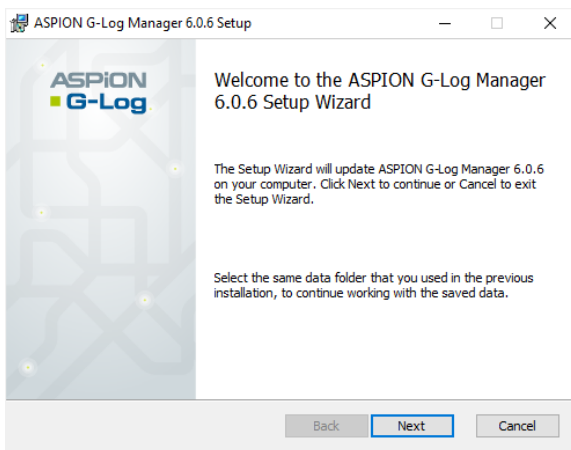 ASPION G-Log Manager 6.0.6 Setup
ASPION
G-Log
Welcome to the ASPION G-Log Manager
6.0.6 Setup Wizard
The Setup Wizard will update ASPION G-Log Manager 6.0.6
on your computer. Click Next to continue or Cancel to exit
the Setup Wizard.
Select the same data folder that you used in the previous
installation, to continue working with the saved data.
Back Next Cancel